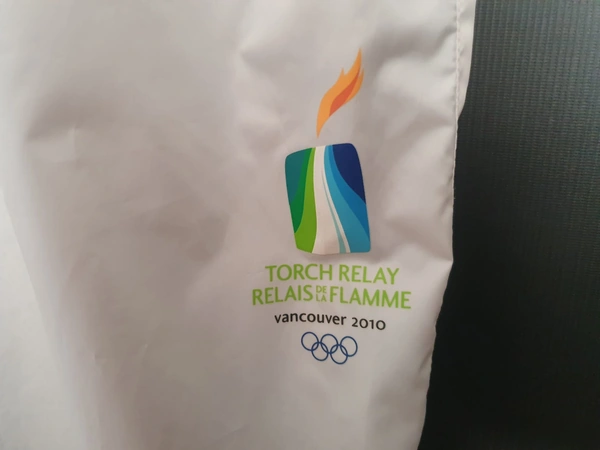 TORCH RELAY
RELAIS DE LA FLAMME
vancouver 2010